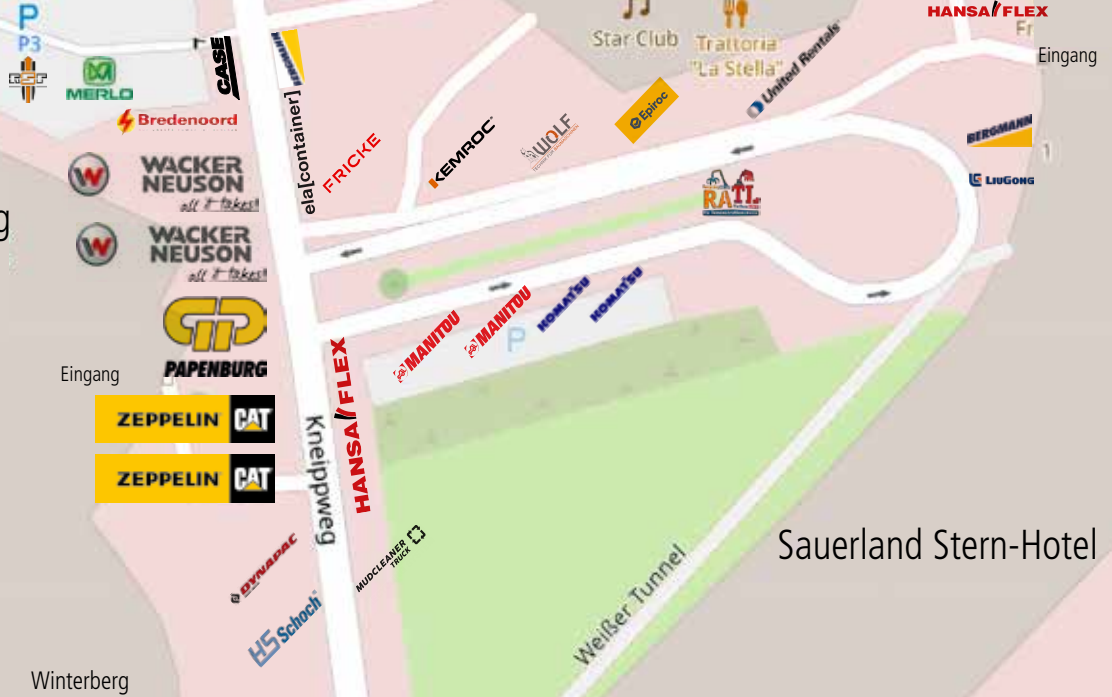 P
P3
GSF
MERLO
Bredenoord
CASE
BERGMANN
ela[container]
FRICKE
KEMROC
WOLF
Epiroc
United Rentals
Star Club
Trattoria
"La Stella"
HANSA FLEX
Fr
Eingang
BERGMANN
1
LIUGONG
RATI
WACKER
NEUSON
all it takes!
WACKER
NEUSON
all it takes!
g
GP
PAPENBURG
Eingang
ZEPPELIN CAT
ZEPPELIN CAT
MANITOU
MANITOU
KOMATSU
KOMATSU
P
HANSA FLEX
Kneippweg
DYNAPAC
HS Schoch
MUDCLEANER
TRUCK
Weißer Tunnel
Sauerland Stern-Hotel
Winterberg